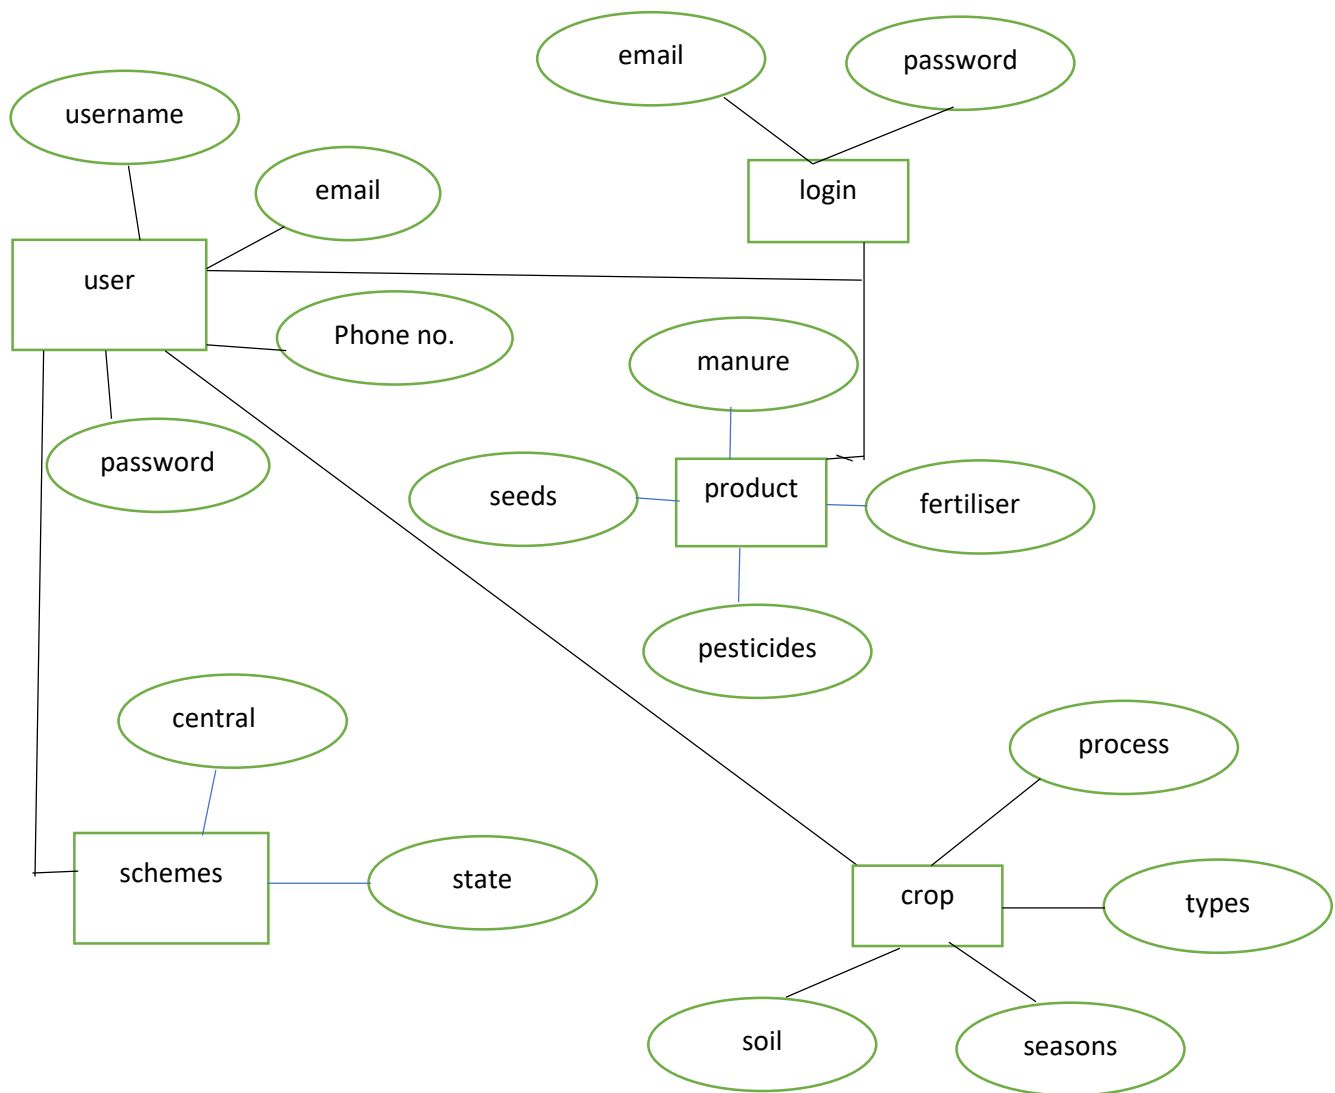 email
password
username
email
login
user
Phone no.
manure
password
seeds
product
fertiliser
pesticides
central
process
schemes
state
crop
types
soil
seasons